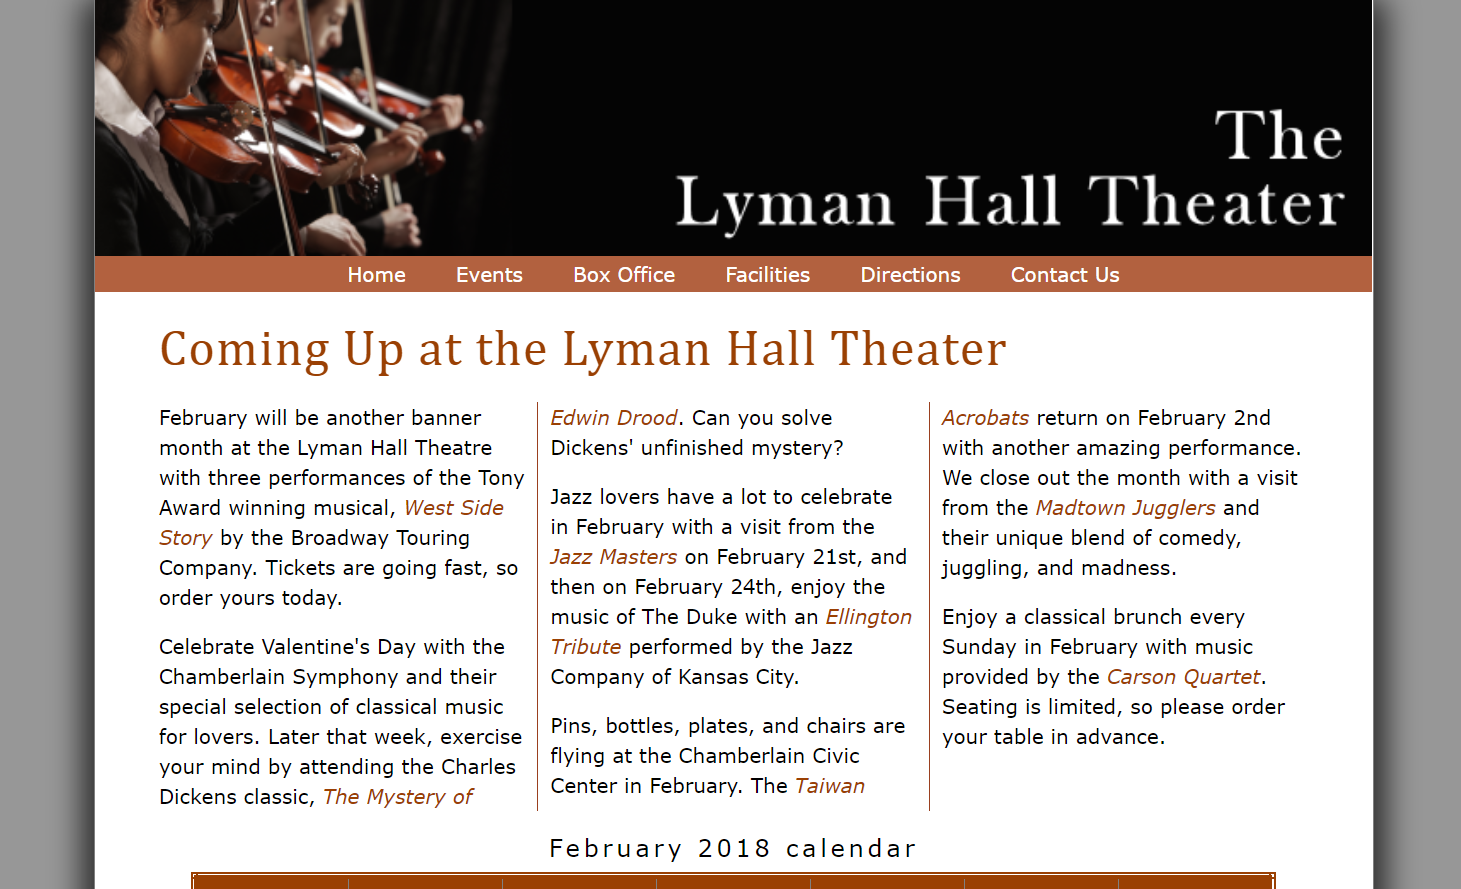 The
Lyman Hall Theater
Home Events Box Office Facilities Directions Contact Us
Coming Up at the Lyman Hall Theater
February will be another banner
month at the Lyman Hall Theatre
with three performances of the Tony
Award winning musical, West Side
Story by the Broadway Touring
Company. Tickets are going fast, so
order yours today.
Celebrate Valentine's Day with the
Chamberlain Symphony and their
special selection of classical music
for lovers. Later that week, exercise
your mind by attending the Charles
Dickens classic, The Mystery of
Edwin Drood. Can you solve
Dickens' unfinished mystery?
Jazz lovers have a lot to celebrate
in February with a visit from the
Jazz Masters on February 21st, and
then on February 24th, enjoy the
music of The Duke with an Ellington
Tribute performed by the Jazz
Company of Kansas City.
Pins, bottles, plates, and chairs are
flying at the Chamberlain Civic
Center in February. The Taiwan
Acrobats return on February 2nd
with another amazing performance.
We close out the month with a visit
from the Madtown Jugglers and
their unique blend of comedy,
juggling, and madness.
Enjoy a classical brunch every
Sunday in February with music
provided by the Carson Quartet.
Seating is limited, so please order
your table in advance.
February 2018 calendar